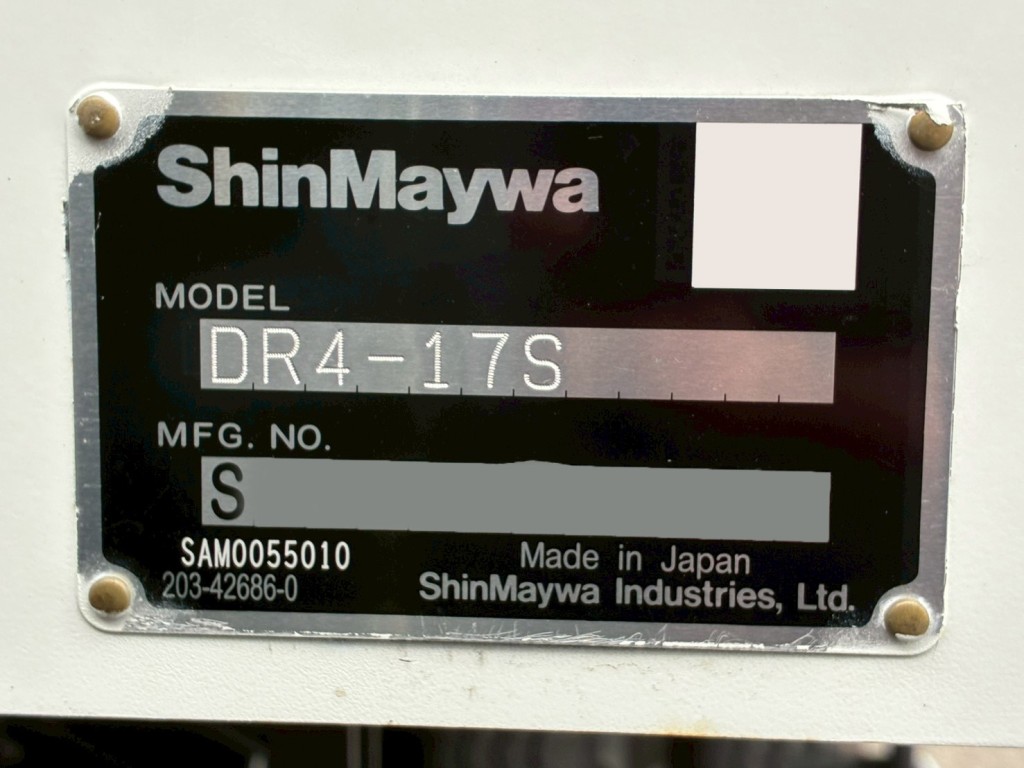 ShinMaywa
MODEL
DR4-17S
MFG. NO.
S
SAM0055010
203-42686-0
Made in Japan
ShinMaywa Industries, Ltd.